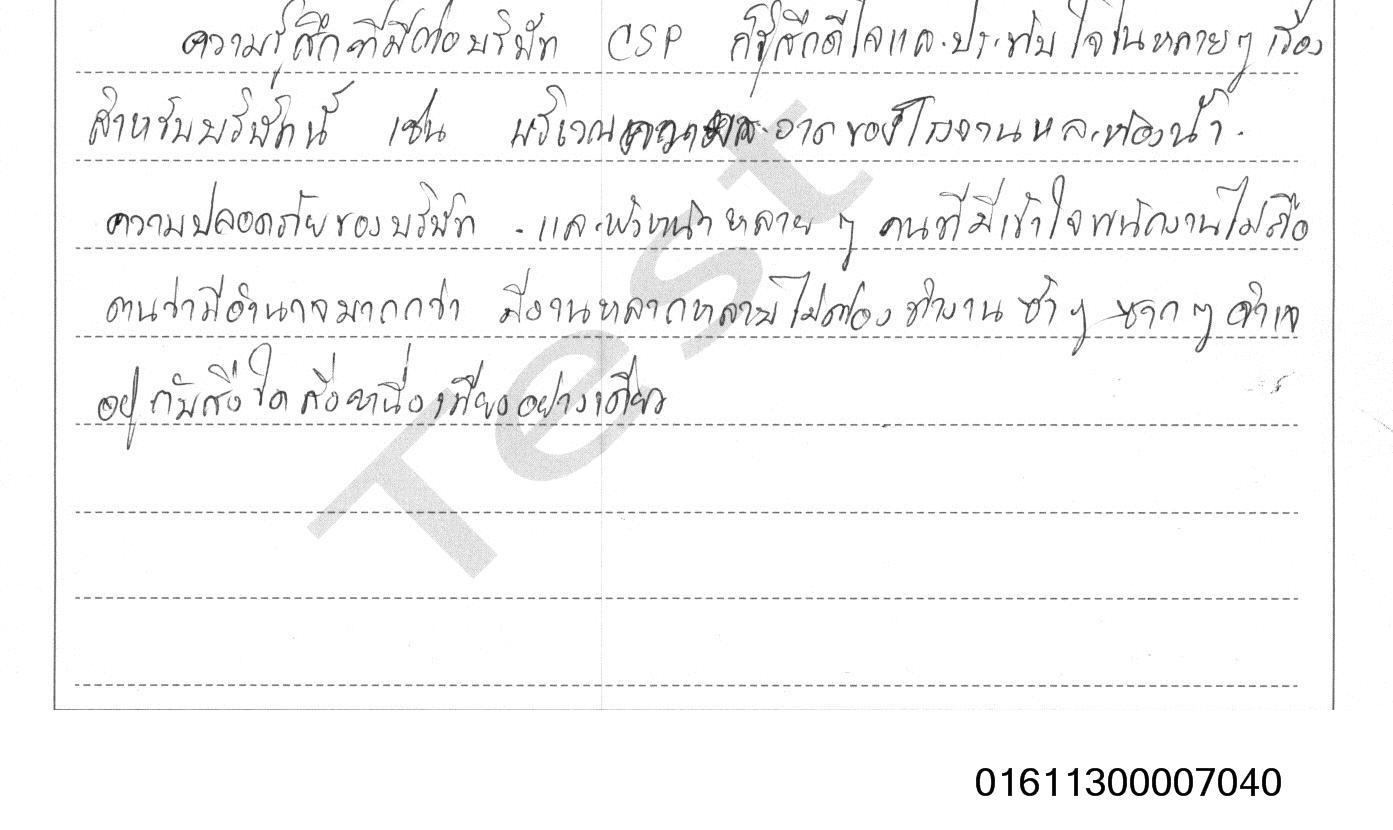 ความรู้สึกที่มีต่อบริษัท CSP ก็รู้สึกดีใจและประทับใจในหลายๆ เรื่อง
สำหรับบริษัทนี้ เช่น บริเวณความสะอาดของโรงงานและห้องน้ำ.
ความปลอดภัยของบริษัท . และหัวหน้าหลายๆ คนที่มีเข้าใจพนักงานไม่ถือ
ตนว่ามีอำนาจมากกว่า มีงานหลากหลายไม่ต้องทำงานซ้ำๆ ซากๆ จำเจ
อยู่กับสิ่งใดสิ่งหนึ่งเพียงอย่างเดียว
Test
01611300007040